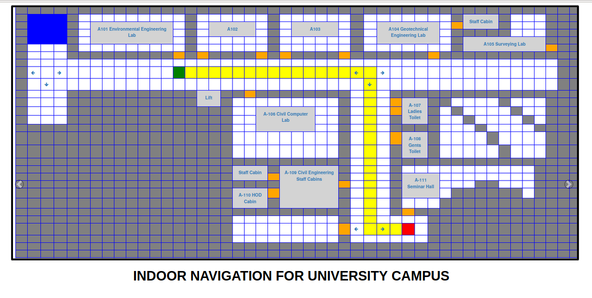 A101 Environmental Engineering
Lab
A102
A103
A104 Geotechnical
Engineering Lab
Staff Cabin
A105 Surveying Lab
Lift
A-106 Civil Computer
Lab
A-107
Ladies
Toilet
A-108
Gents
Toilet
Staff Cabin
A-109 Civil Engineering
Staff Cabins
A-110 HOD
Cabin
A-111
Seminar Hall
INDOOR NAVIGATION FOR UNIVERSITY CAMPUS